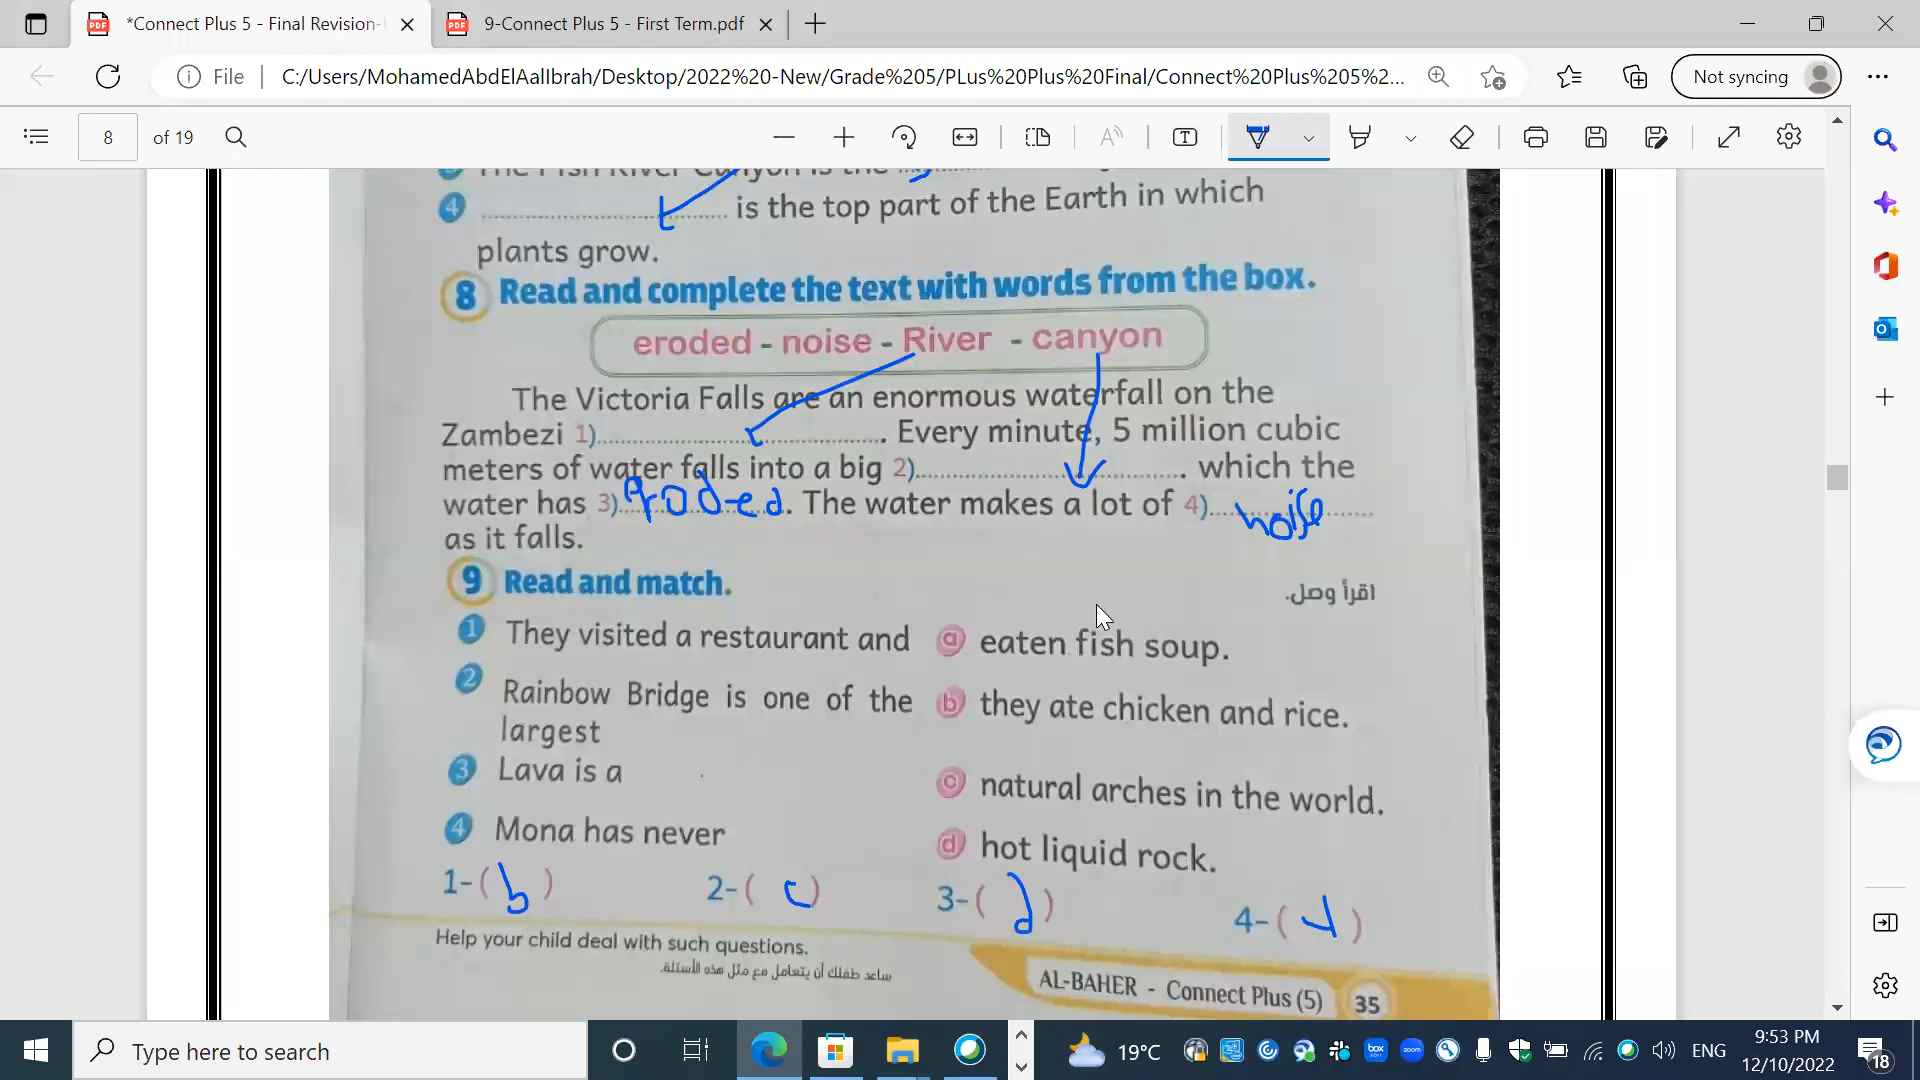 *Connect Plus 5 - Final Revision-
9-Connect Plus 5 - First Term.pdf
File
C:/Users/MohamedAbdElAalIbrah/Desktop/2022%20-New/Grade%205/PLus%20Plus%20Final/Connect%20Plus%205%2...
Not syncing
8 of 19
4 .......... is the top part of the Earth in which
plants grow.
8 Read and complete the text with words from the box.
eroded - noise - River - canyon
The Victoria Falls are an enormous waterfall on the
Zambezi 1).......... . Every minute, 5 million cubic
meters of water falls into a big 2).......... . which the
water has 3) eroded. The water makes a lot of 4) noise
as it falls.
9 Read and match.
اقرأ وصل.
1 They visited a restaurant and
a eaten fish soup.
2 Rainbow Bridge is one of the
largest
b they ate chicken and rice.
3 Lava is a
c natural arches in the world.
4 Mona has never
d hot liquid rock.
1-( b ) 2-( c ) 3-( d ) 4-( )
Help your child deal with such questions.
ساعد طفلك أن يتعامل مع مثل هذه الأسئلة.
AL-BAHER - Connect Plus (5) 35
Type here to search
19°C
ENG
9:53 PM
12/10/2022
18